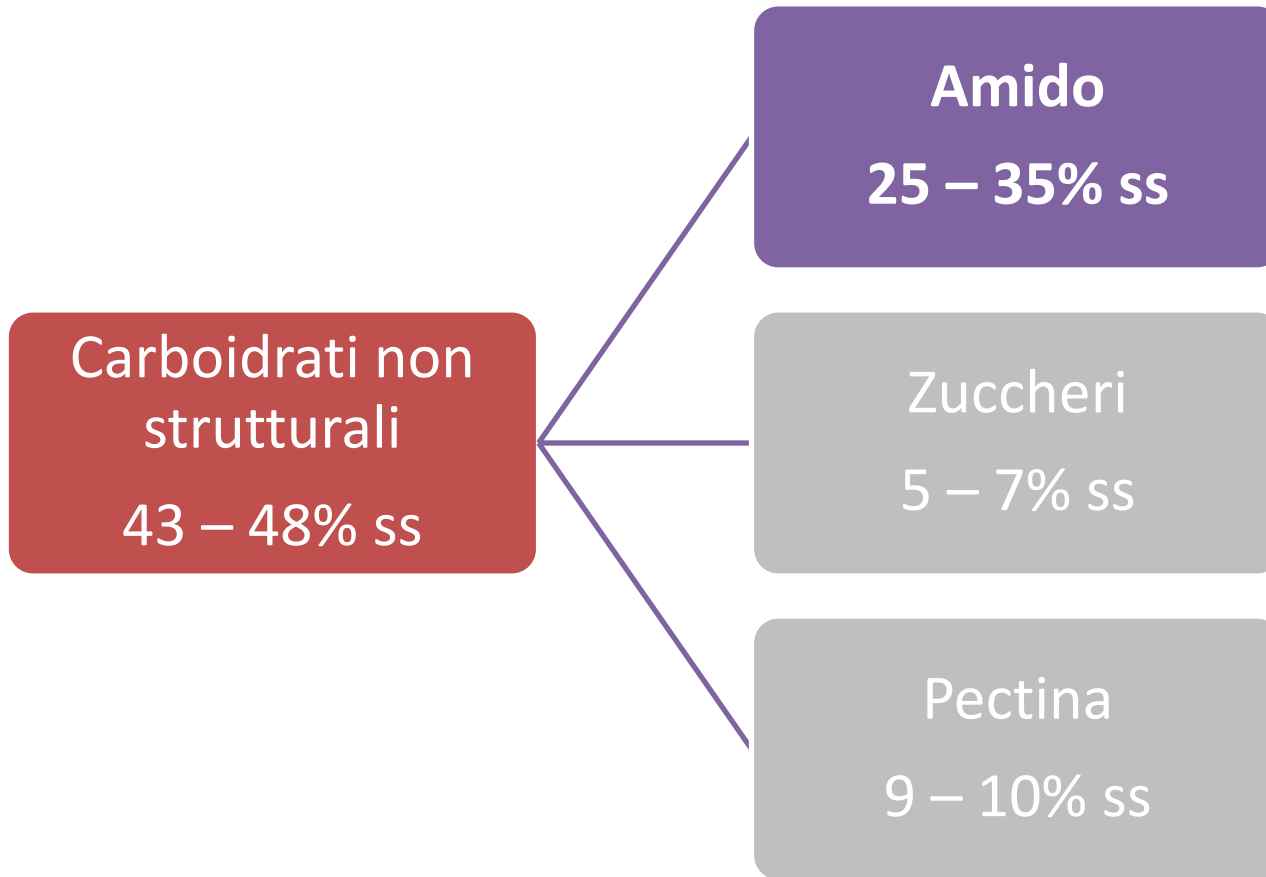 Carboidrati non
strutturali
43 – 48% ss
Amido
25 – 35% ss
Zuccheri
5 – 7% ss
Pectina
9 – 10% ss